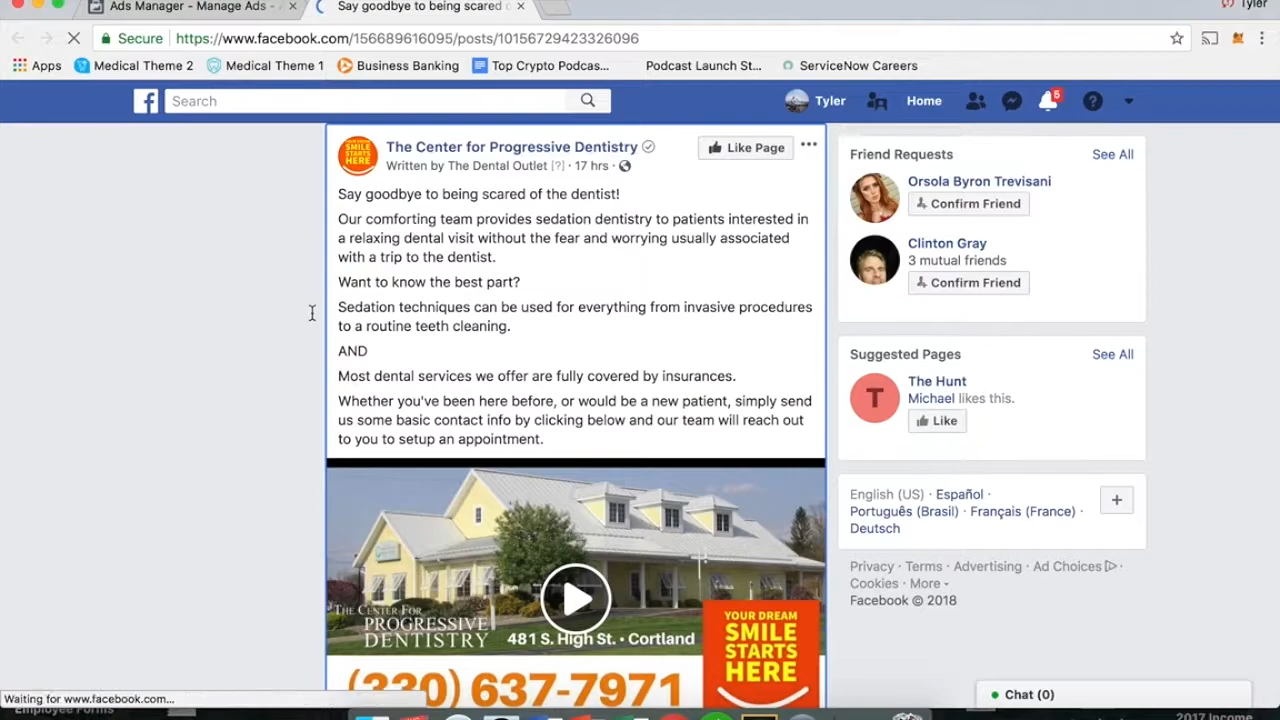 Ads Manager - Manage Ads -
Say goodbye to being scared o
Tyler
Secure
https://www.facebook.com/156689616095/posts/10156729423326096
Apps
Medical Theme 2
Medical Theme 1
Business Banking
Top Crypto Podcas...
Podcast Launch St...
ServiceNow Careers
Search
Tyler
Home
5
The Center for Progressive Dentistry
Written by The Dental Outlet [?] · 17 hrs ·
Like Page
Say goodbye to being scared of the dentist!
Our comforting team provides sedation dentistry to patients interested in
a relaxing dental visit without the fear and worrying usually associated
with a trip to the dentist.
Want to know the best part?
Sedation techniques can be used for everything from invasive procedures
to a routine teeth cleaning.
AND
Most dental services we offer are fully covered by insurances.
Whether you've been here before, or would be a new patient, simply send
us some basic contact info by clicking below and our team will reach out
to you to setup an appointment.
YOUR DREAM
SMILE
STARTS
HERE
THE CENTER FOR
PROGRESSIVE
DENTISTRY
481 S. High St. • Cortland
YOUR DREAM
SMILE
STARTS
HERE
(330) 637-7971
Friend Requests
See All
Orsola Byron Trevisani
Confirm Friend
Clinton Gray
3 mutual friends
Confirm Friend
Suggested Pages
See All
T
The Hunt
Michael likes this.
Like
English (US) · Español ·
Português (Brasil) · Français (France) ·
Deutsch
Privacy · Terms · Advertising · Ad Choices ·
Cookies · More
Facebook © 2018
Chat (0)
Waiting for www.facebook.com...
Employee Forms
2017 Income